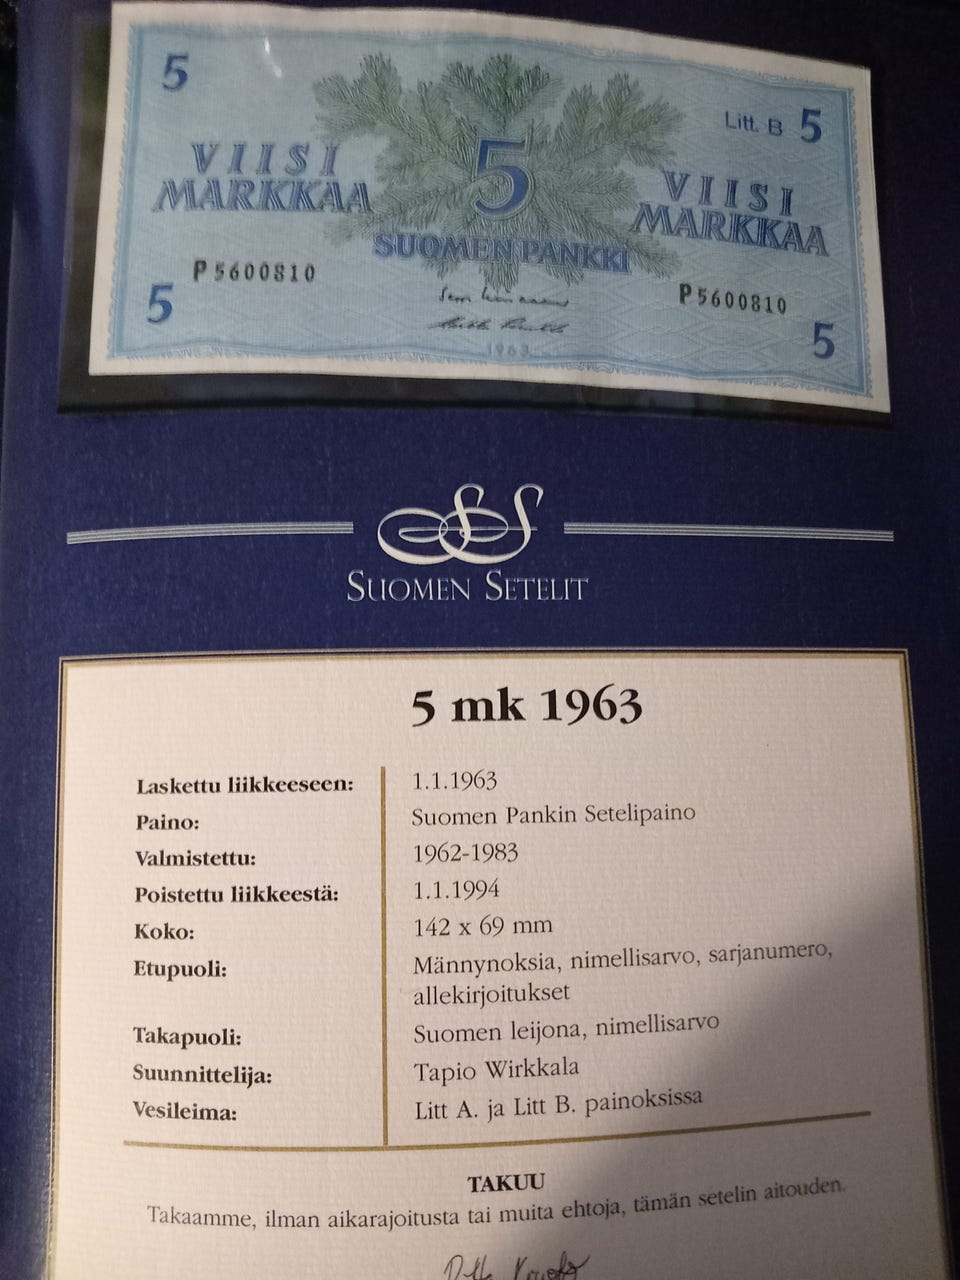 5
Litt. B 5
VIISI
MARKKAA
5
VIISI
MARKKAA
SUOMEN PANKKI
P5600810
P5600810
5
1963
5
SS
SUOMEN SETELIT
5 mk 1963
Laskettu liikkeeseen: 1.1.1963
Paino: Suomen Pankin Setelipaino
Valmistettu: 1962-1983
Poistettu liikkeestä: 1.1.1994
Koko: 142 x 69 mm
Etupuoli: Männynoksia, nimellisarvo, sarjanumero,
allekirjoitukset
Takapuoli: Suomen leijona, nimellisarvo
Suunnittelija: Tapio Wirkkala
Vesileima: Litt A. ja Litt B. painoksissa
TAKUU
Takaamme, ilman aikarajoitusta tai muita ehtoja, tämän setelin aitouden.